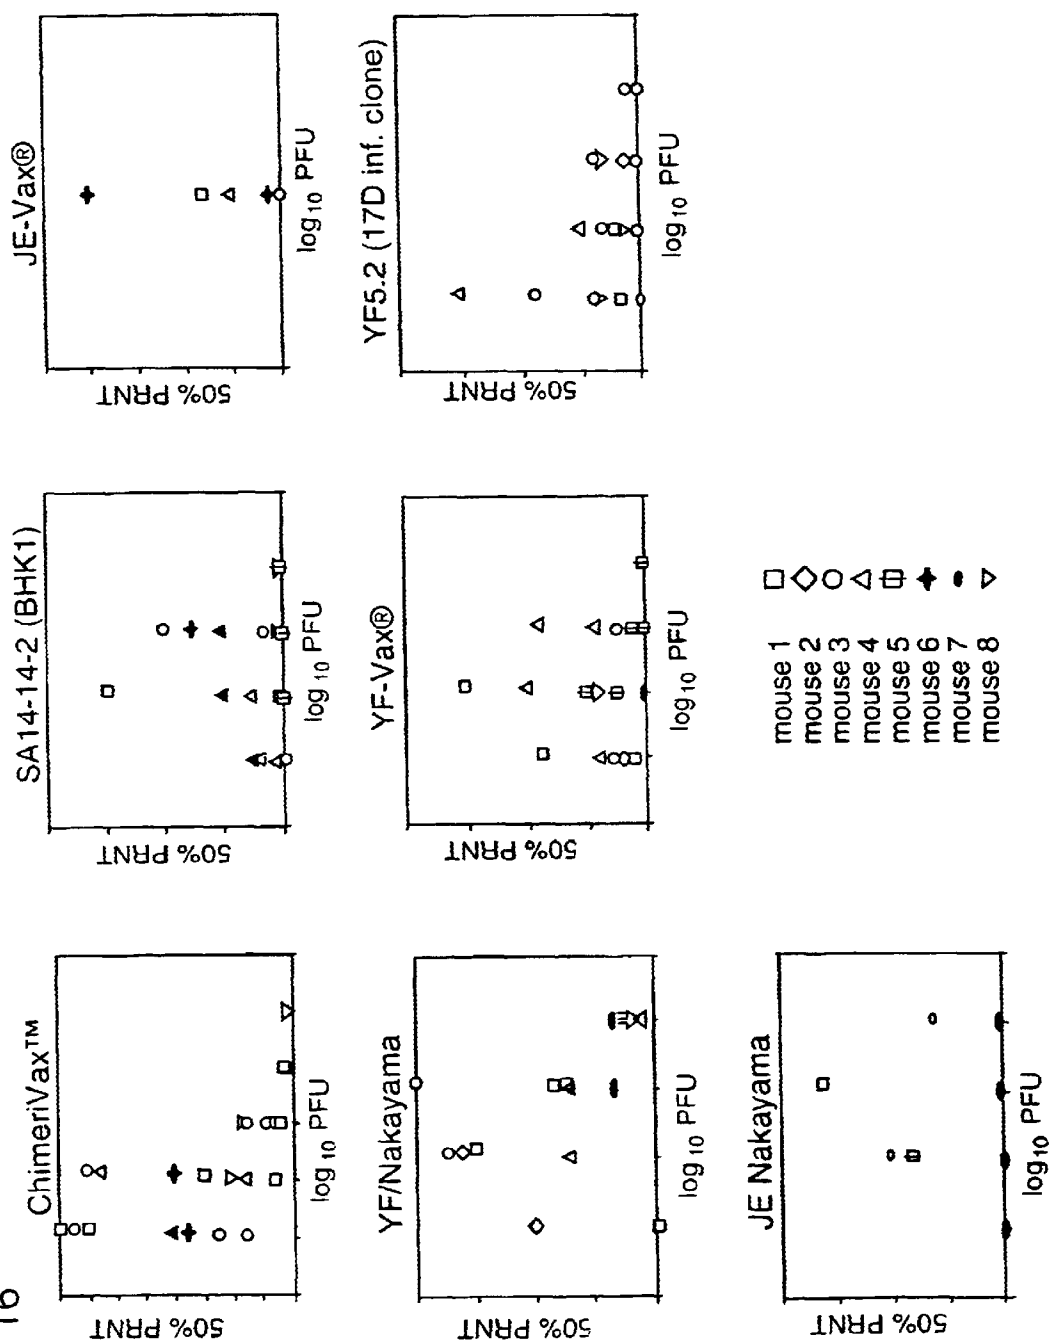 16
ChimeriVax™
50% PRNT
log10 PFU
SA14-14-2 (BHK1)
50% PRNT
log10 PFU
JE-Vax®
50% PRNT
log10 PFU
YF/Nakayama
50% PRNT
log10 PFU
YF-Vax®
50% PRNT
log10 PFU
YF5.2 (17D inf. clone)
50% PRNT
log10 PFU
JE Nakayama
50% PRNT
log10 PFU
mouse 1
mouse 2
mouse 3
mouse 4
mouse 5
mouse 6
mouse 7
mouse 8